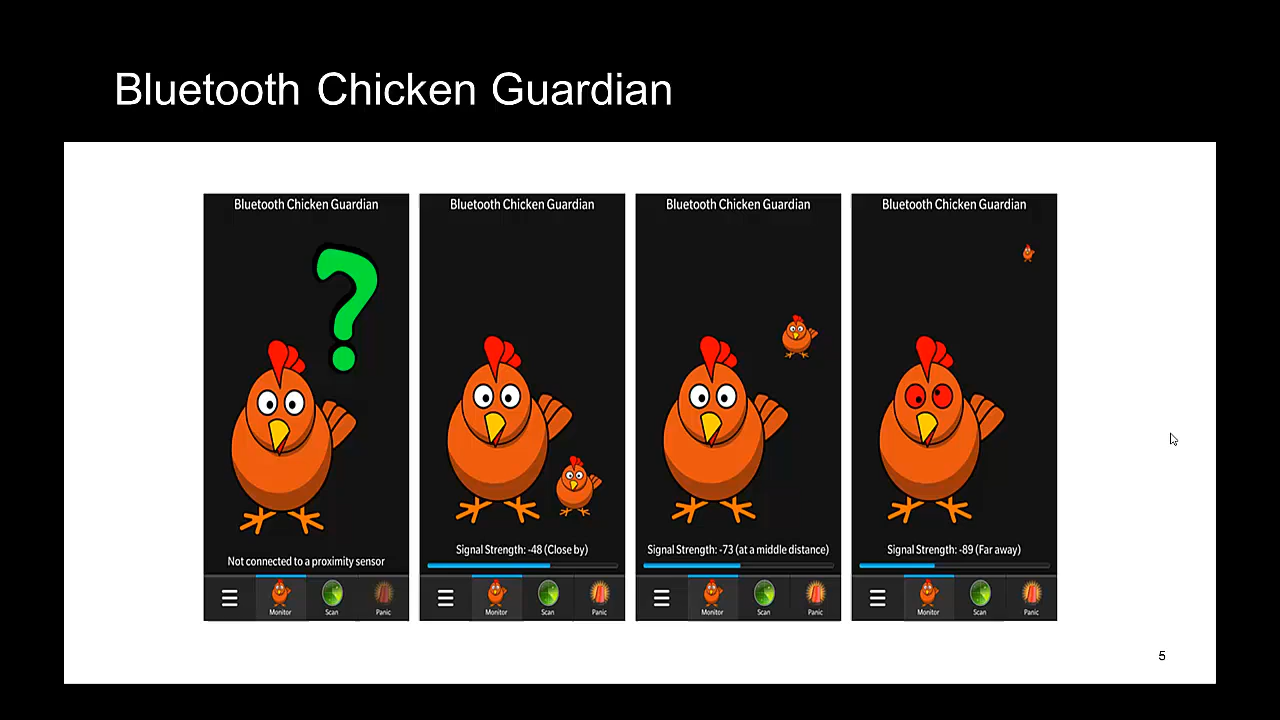 Bluetooth Chicken Guardian
Bluetooth Chicken Guardian
?
Not connected to a proximity sensor
Monitor
Scan
Panic
Bluetooth Chicken Guardian
Signal Strength: -48 (Close by)
Monitor
Scan
Panic
Bluetooth Chicken Guardian
Signal Strength: -73 (at a middle distance)
Monitor
Scan
Panic
Bluetooth Chicken Guardian
Signal Strength: -89 (Far away)
Monitor
Scan
Panic
5